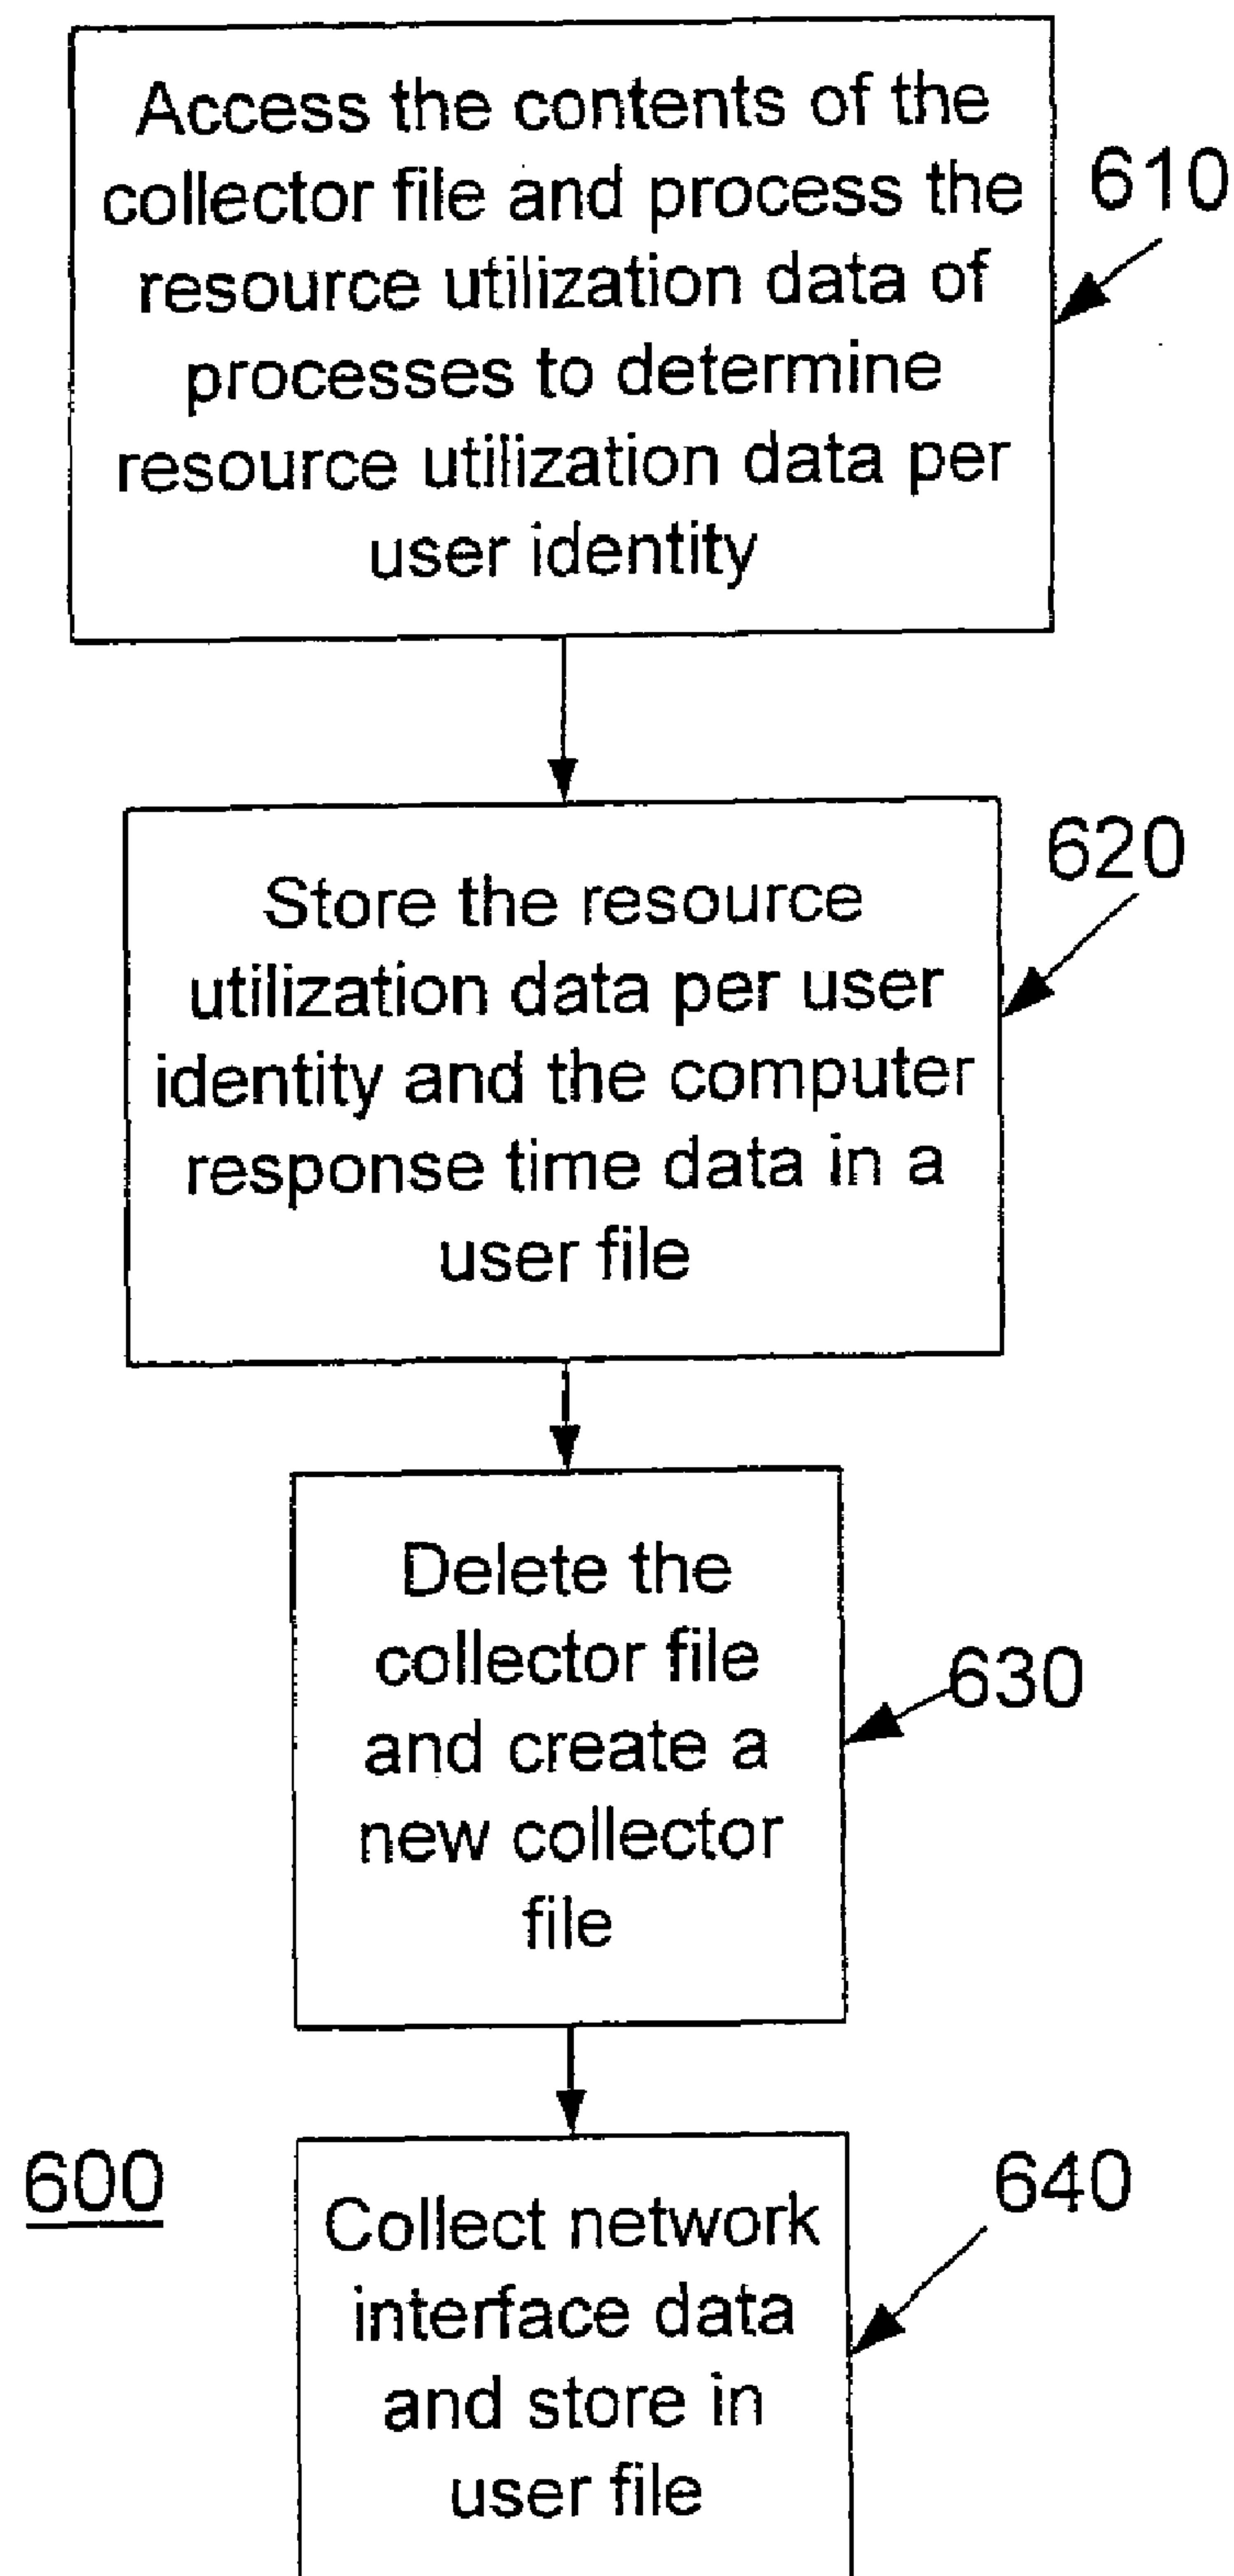 Access the contents of the
collector file and process the
resource utilization data of
processes to determine
resource utilization data per
user identity
610
Store the resource
utilization data per user
identity and the computer
response time data in a
user file
620
Delete the
collector file
and create a
new collector
file
630
600
Collect network
interface data
and store in
user file
640